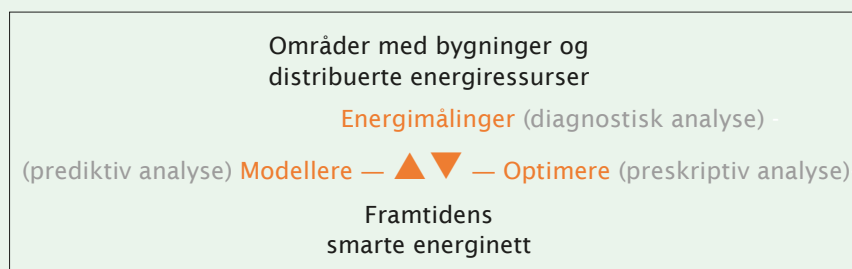 Områder med bygninger og
distribuerte energiressurser
Energimålinger (diagnostisk analyse)
(prediktiv analyse) Modellere — ▲▼ — Optimere (preskriptiv analyse)
Framtidens
smarte energinett